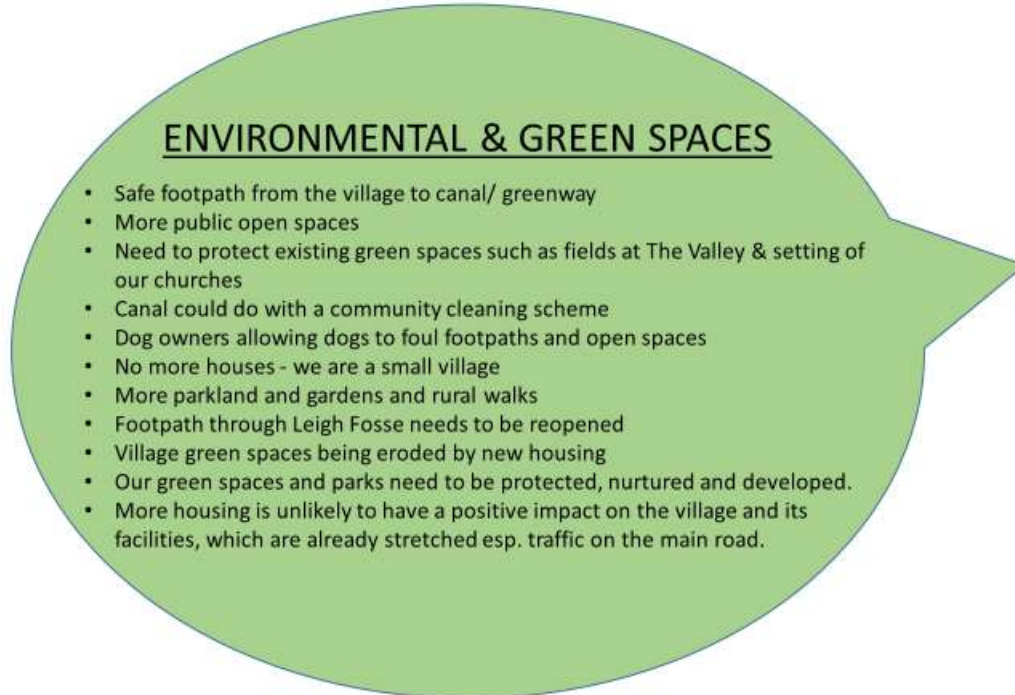 ENVIRONMENTAL & GREEN SPACES
• Safe footpath from the village to canal/ greenway
• More public open spaces
• Need to protect existing green spaces such as fields at The Valley & setting of
our churches
• Canal could do with a community cleaning scheme
• Dog owners allowing dogs to foul footpaths and open spaces
• No more houses - we are a small village
• More parkland and gardens and rural walks
• Footpath through Leigh Fosse needs to be reopened
• Village green spaces being eroded by new housing
• Our green spaces and parks need to be protected, nurtured and developed.
• More housing is unlikely to have a positive impact on the village and its
facilities, which are already stretched esp. traffic on the main road.